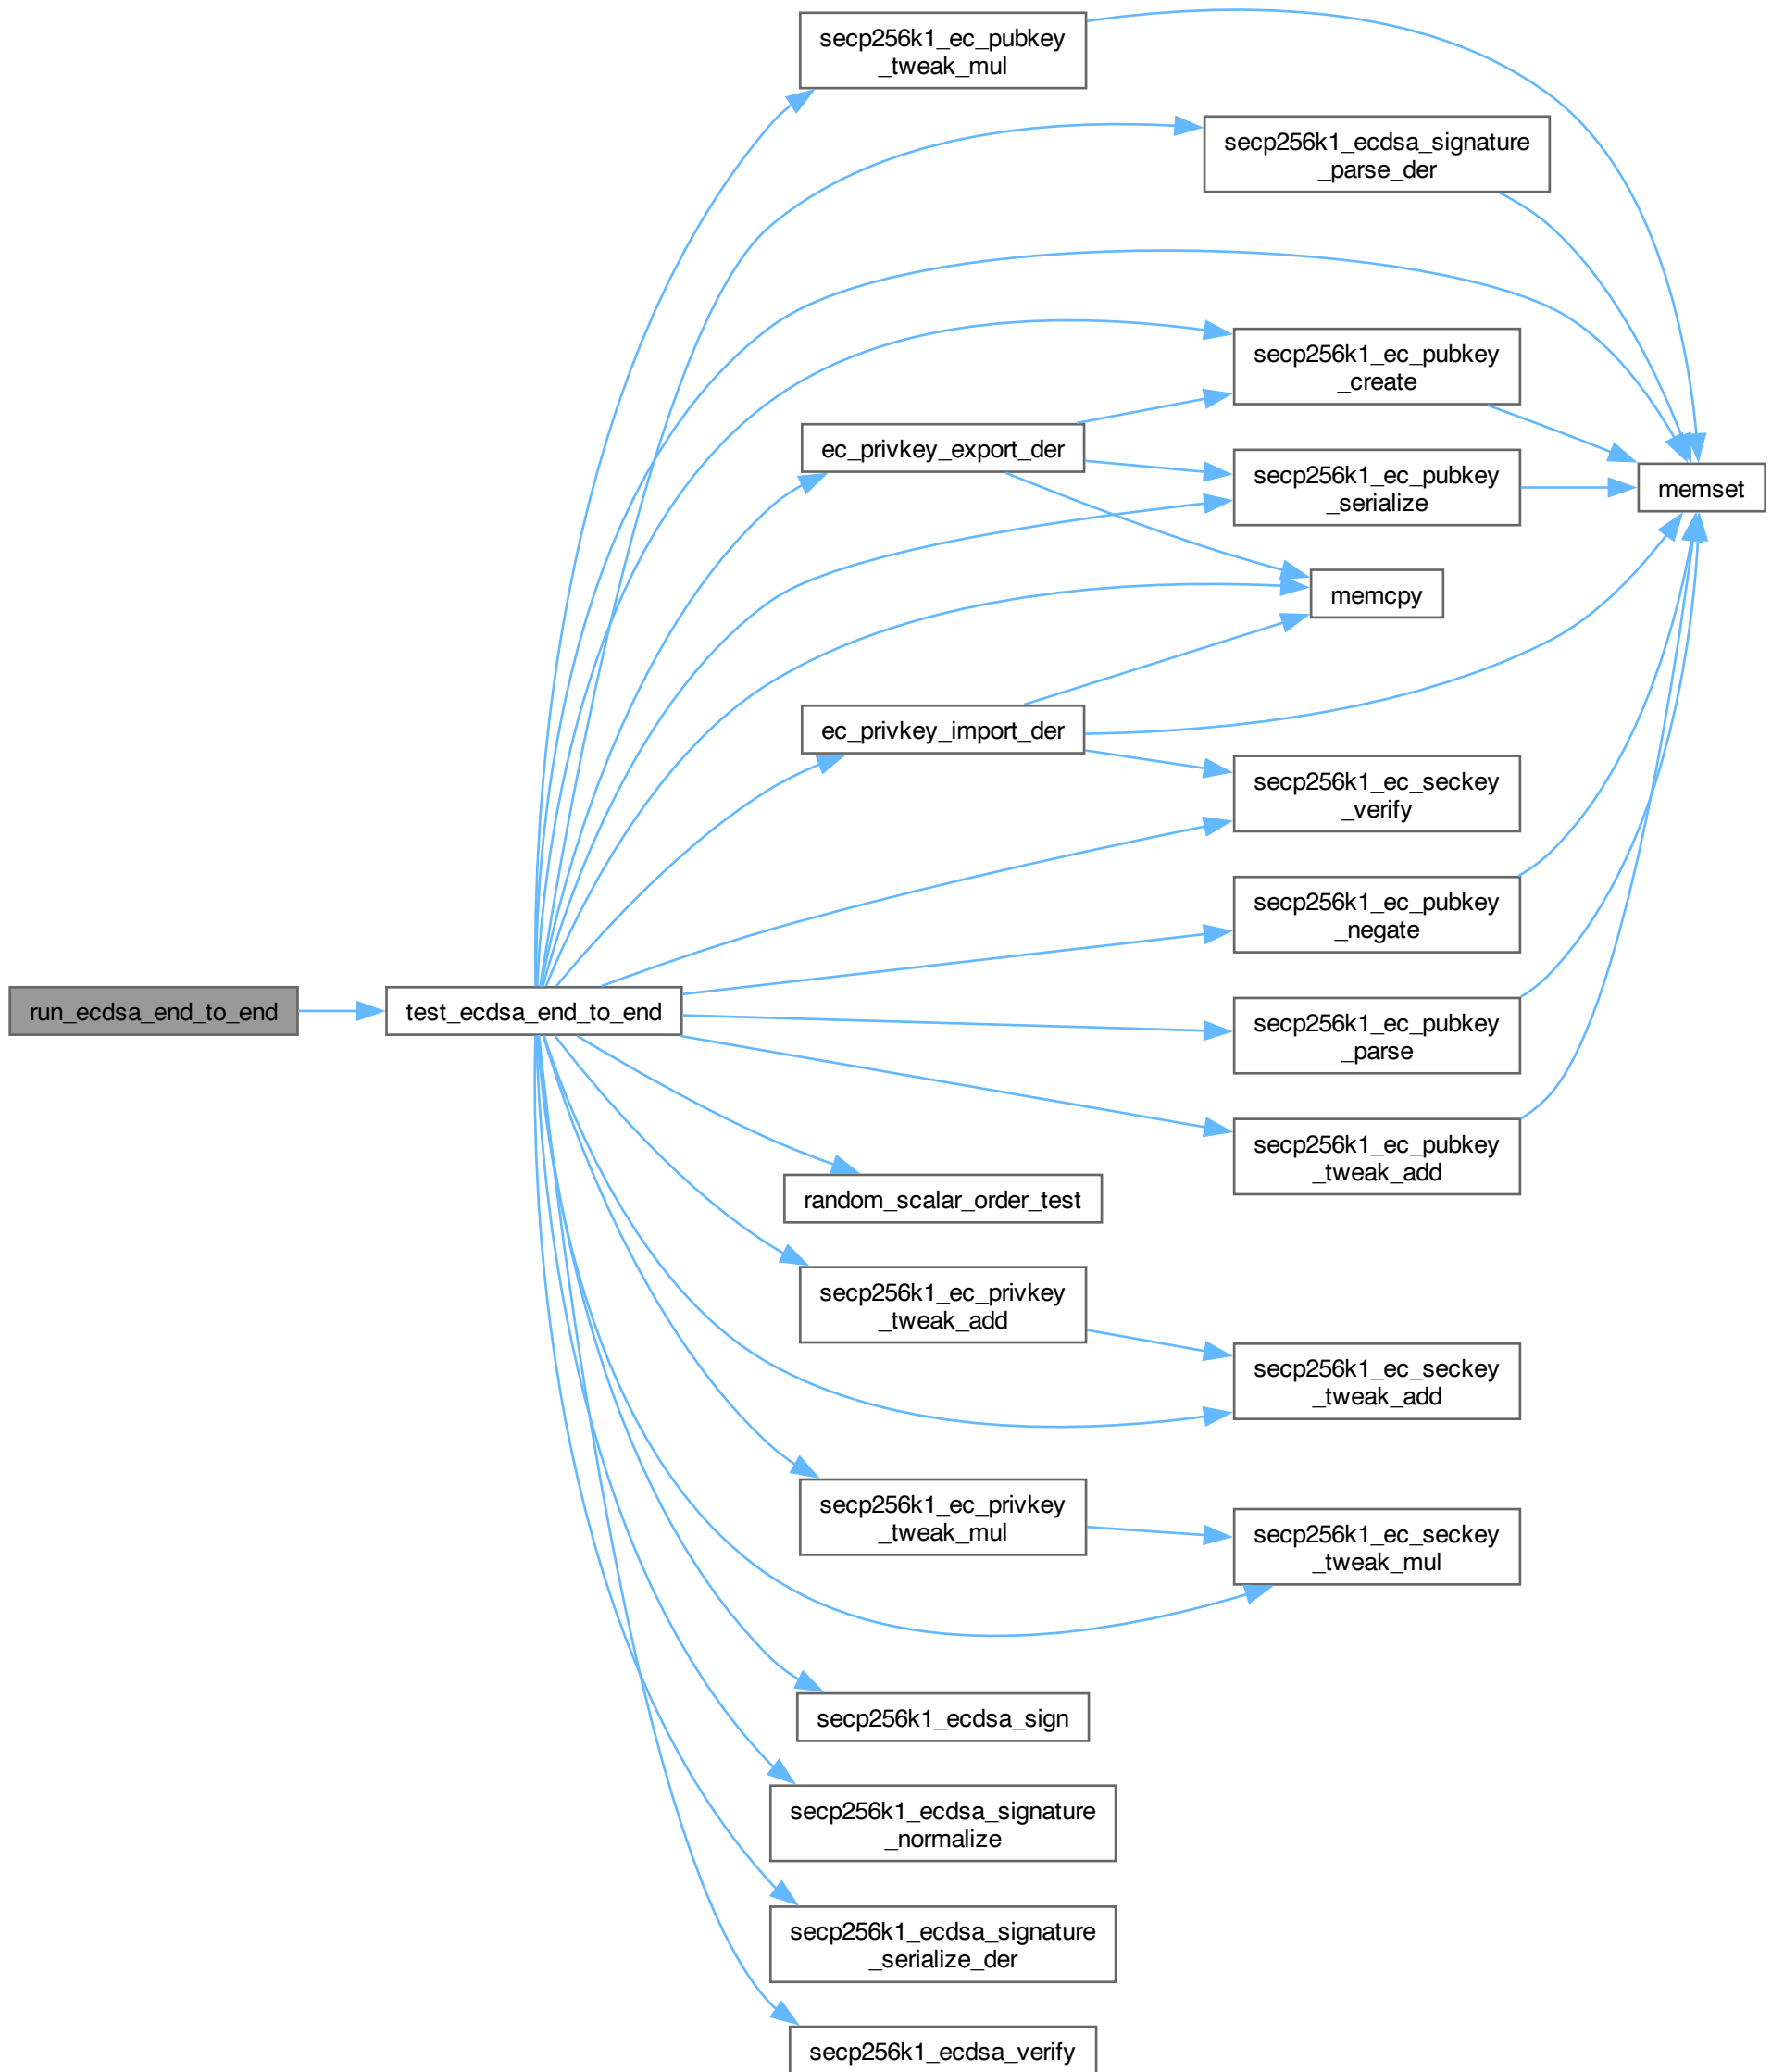 secp256k1_ec_pubkey
_tweak_mul
secp256k1_ecdsa_signature
_parse_der
secp256k1_ec_pubkey
_create
ec_privkey_export_der
secp256k1_ec_pubkey
_serialize
memset
memcpy
ec_privkey_import_der
secp256k1_ec_seckey
_verify
secp256k1_ec_pubkey
_negate
run_ecdsa_end_to_end
test_ecdsa_end_to_end
secp256k1_ec_pubkey
_parse
secp256k1_ec_pubkey
_tweak_add
random_scalar_order_test
secp256k1_ec_privkey
_tweak_add
secp256k1_ec_seckey
_tweak_add
secp256k1_ec_privkey
_tweak_mul
secp256k1_ec_seckey
_tweak_mul
secp256k1_ecdsa_sign
secp256k1_ecdsa_signature
_normalize
secp256k1_ecdsa_signature
_serialize_der
secp256k1_ecdsa_verify